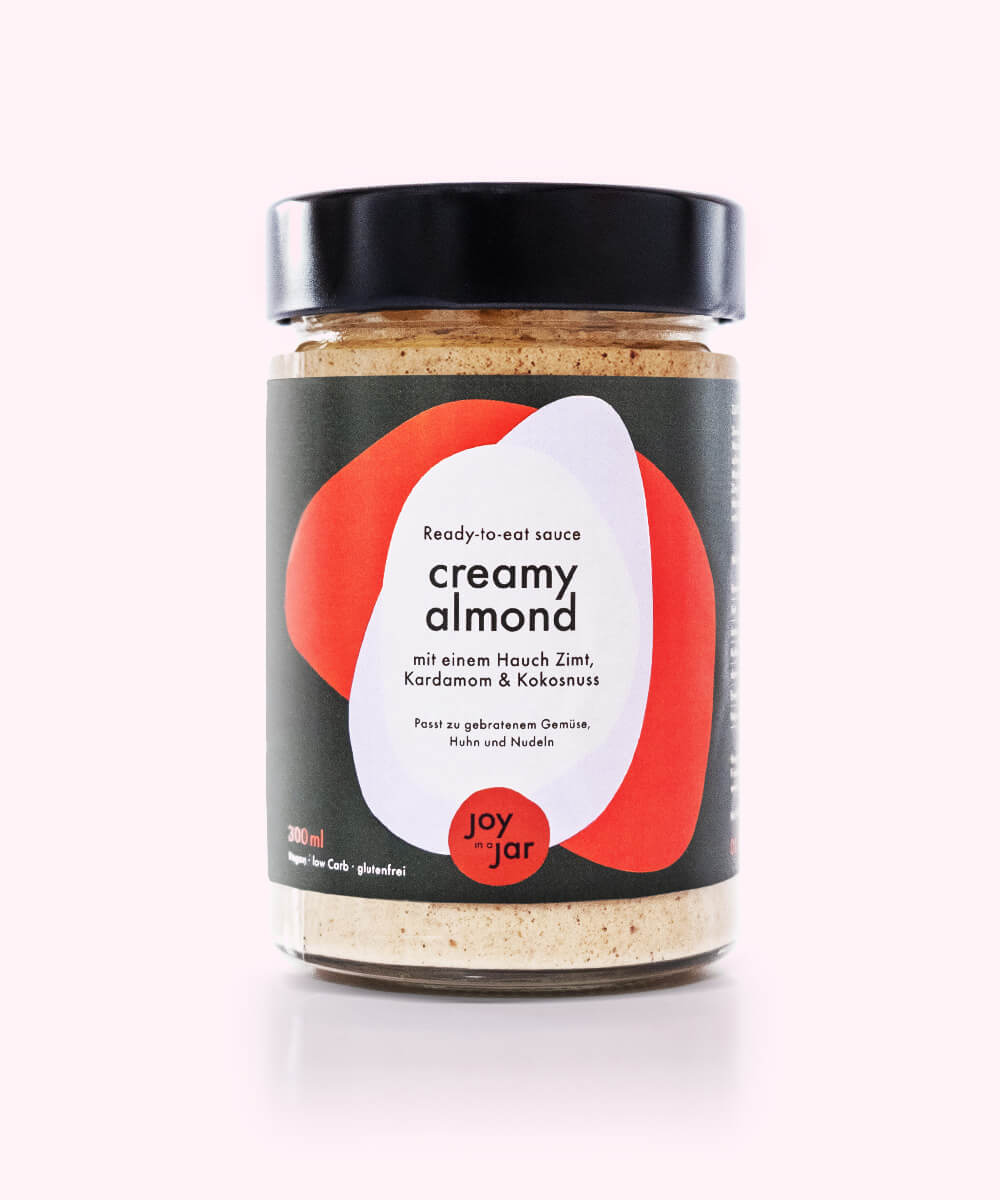 Ready-to-eat sauce
creamy
almond
mit einem Hauch Zimt,
Kardamom & Kokosnuss
Passt zu gebratenem Gemüse,
Huhn und Nudeln
joy
in a
jar
300 ml
Vegan · low Carb · glutenfrei